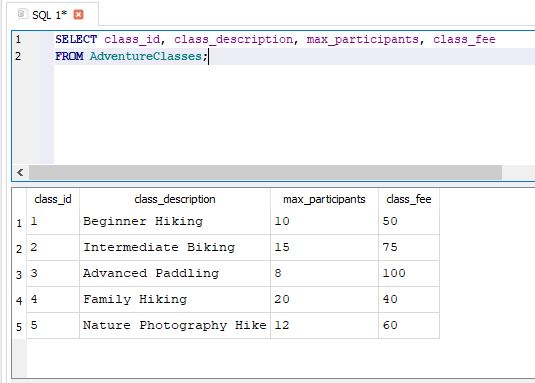 SQL 1*
1 SELECT class_id, class_description, max_participants, class_fee
2 FROM AdventureClasses;
class_id class_description max_participants class_fee
1 1 Beginner Hiking 10 50
2 2 Intermediate Biking 15 75
3 3 Advanced Paddling 8 100
4 4 Family Hiking 20 40
5 5 Nature Photography Hike 12 60